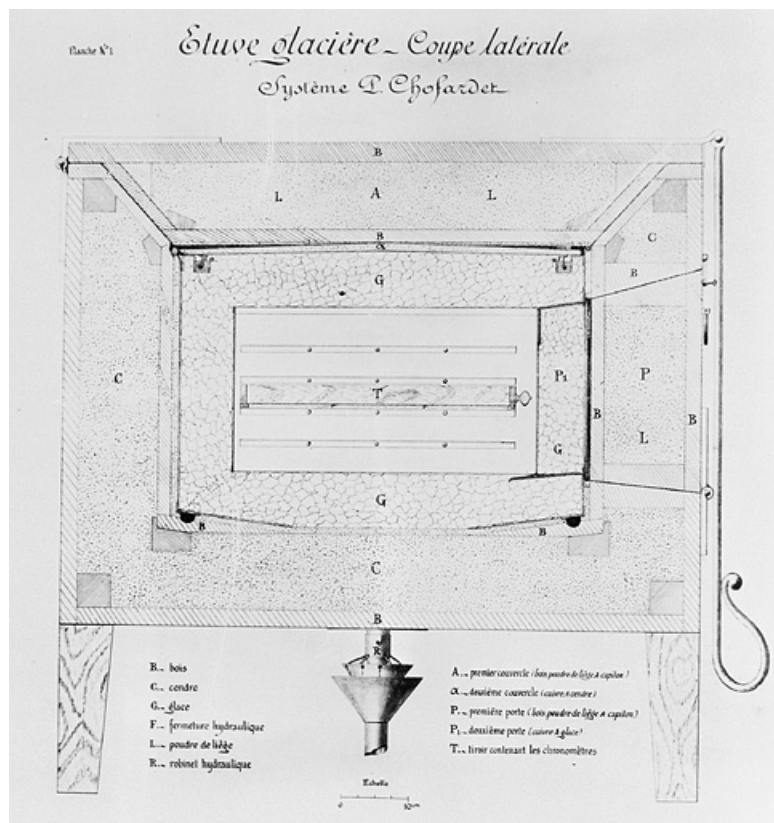 Planche N°1
Etuve glacière - Coupe latérale
Système P. Chofardet
B
L A L
B
α
C
G
B
C
T
P1
P
B
B
G
L
G
B
B
C
B
R
B._ bois
C._ cendre
G._ glace
F._ fermeture hydraulique
L._ poudre de liège
R._ robinet hydraulique
A._ premier couvercle (bois poudre de liège & capiton)
α._ deuxième couvercle (cuivre & cendre)
P._ première porte (bois poudre de liège & capiton)
P1._ deuxième porte (cuivre & glace)
T._ tiroir contenant les chronomètres
Echelle
0 10cm